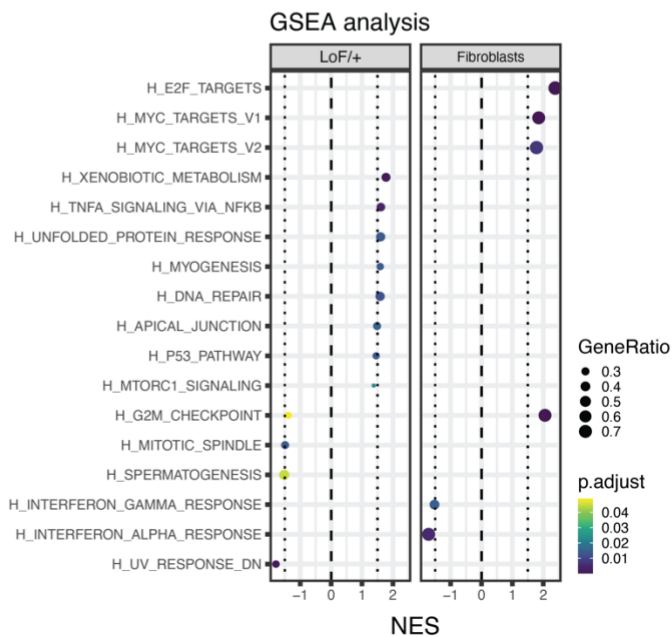 GSEA analysis
LoF/+
Fibroblasts
H_E2F_TARGETS
H_MYC_TARGETS_V1
H_MYC_TARGETS_V2
H_XENOBIOTIC_METABOLISM
H_TNFA_SIGNALING_VIA_NFKB
H_UNFOLDED_PROTEIN_RESPONSE
H_MYOGENESIS
H_DNA_REPAIR
H_APICAL_JUNCTION
H_P53_PATHWAY
H_MTORC1_SIGNALING
H_G2M_CHECKPOINT
H_MITOTIC_SPINDLE
H_SPERMATOGENESIS
H_INTERFERON_GAMMA_RESPONSE
H_INTERFERON_ALPHA_RESPONSE
H_UV_RESPONSE_DN
−1 0 1 2
−1 0 1 2
NES
GeneRatio
0.3
0.4
0.5
0.6
0.7
p.adjust
0.04
0.03
0.02
0.01